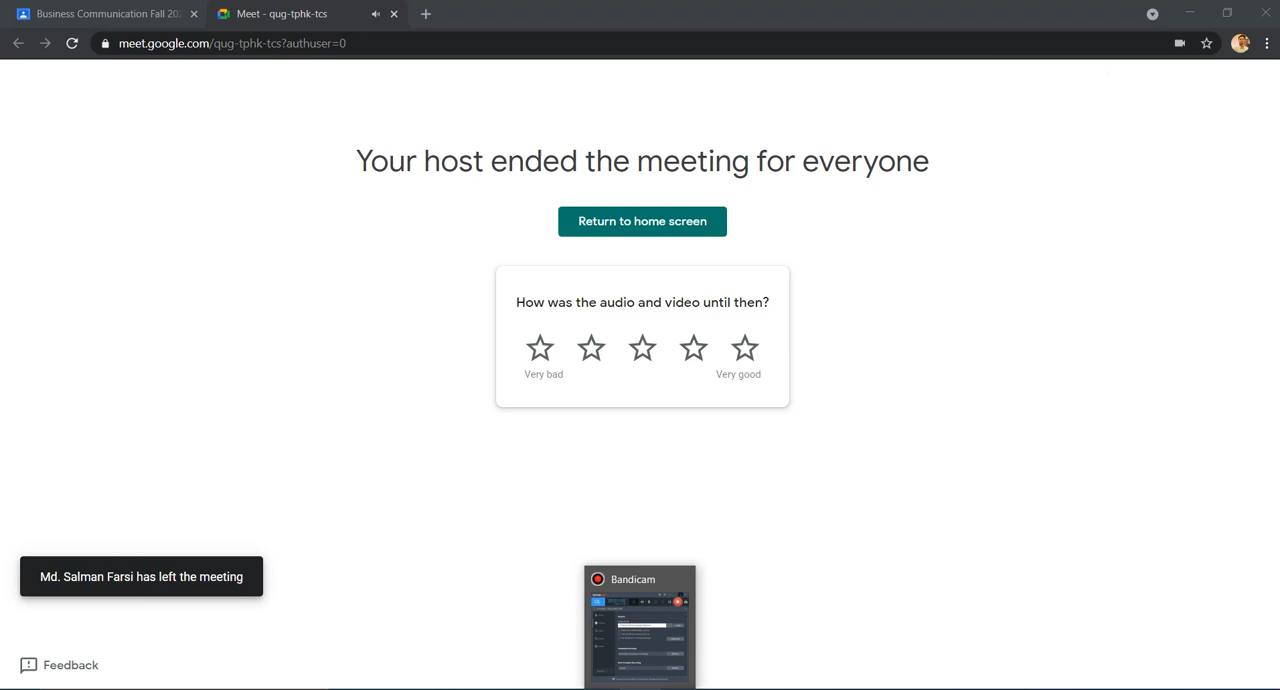 Business Communication Fall 20
Meet - qug-tphk-tcs
meet.google.com/qug-tphk-tcs?authuser=0
Your host ended the meeting for everyone
Return to home screen
How was the audio and video until then?
Very bad
Very good
Md. Salman Farsi has left the meeting
Bandicam
Feedback